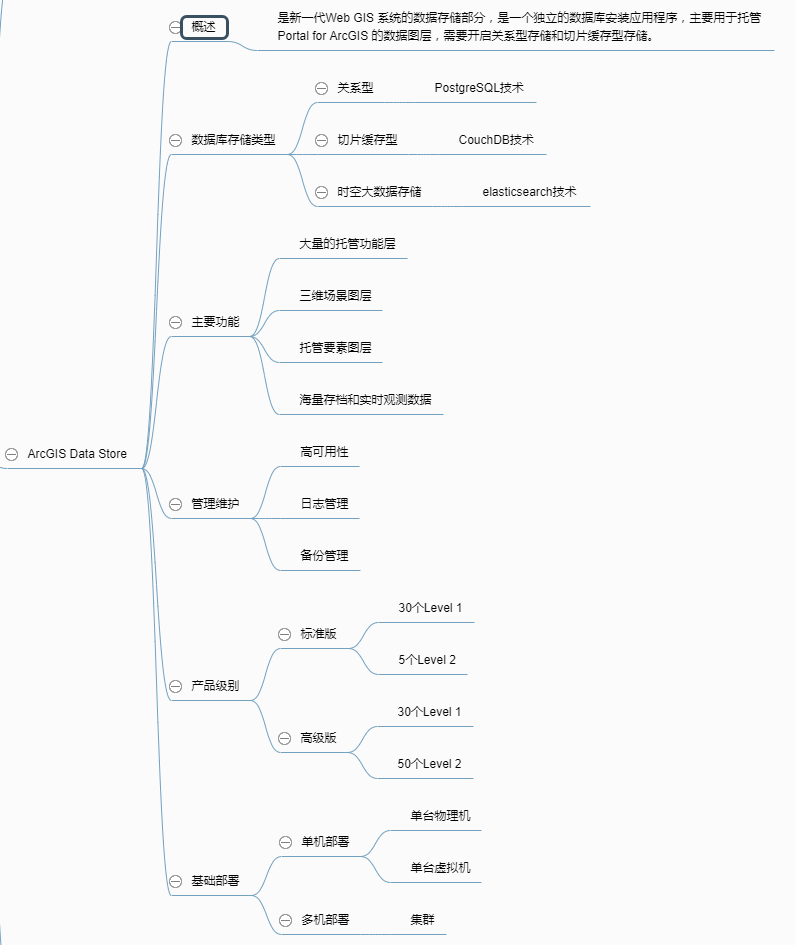 概述
是新一代Web GIS 系统的数据存储部分，是一个独立的数据库安装应用程序，主要用于托管
Portal for ArcGIS 的数据图层，需要开启关系型存储和切片缓存型存储。
关系型 PostgreSQL技术
数据库存储类型 切片缓存型 CouchDB技术
时空大数据存储 elasticsearch技术
大量的托管功能层
三维场景图层
主要功能
托管要素图层
海量存档和实时观测数据
ArcGIS Data Store
高可用性
管理维护 日志管理
备份管理
30个Level 1
标准版
5个Level 2
产品级别
30个Level 1
高级版
50个Level 2
单台物理机
单机部署
单台虚拟机
基础部署
多机部署 集群